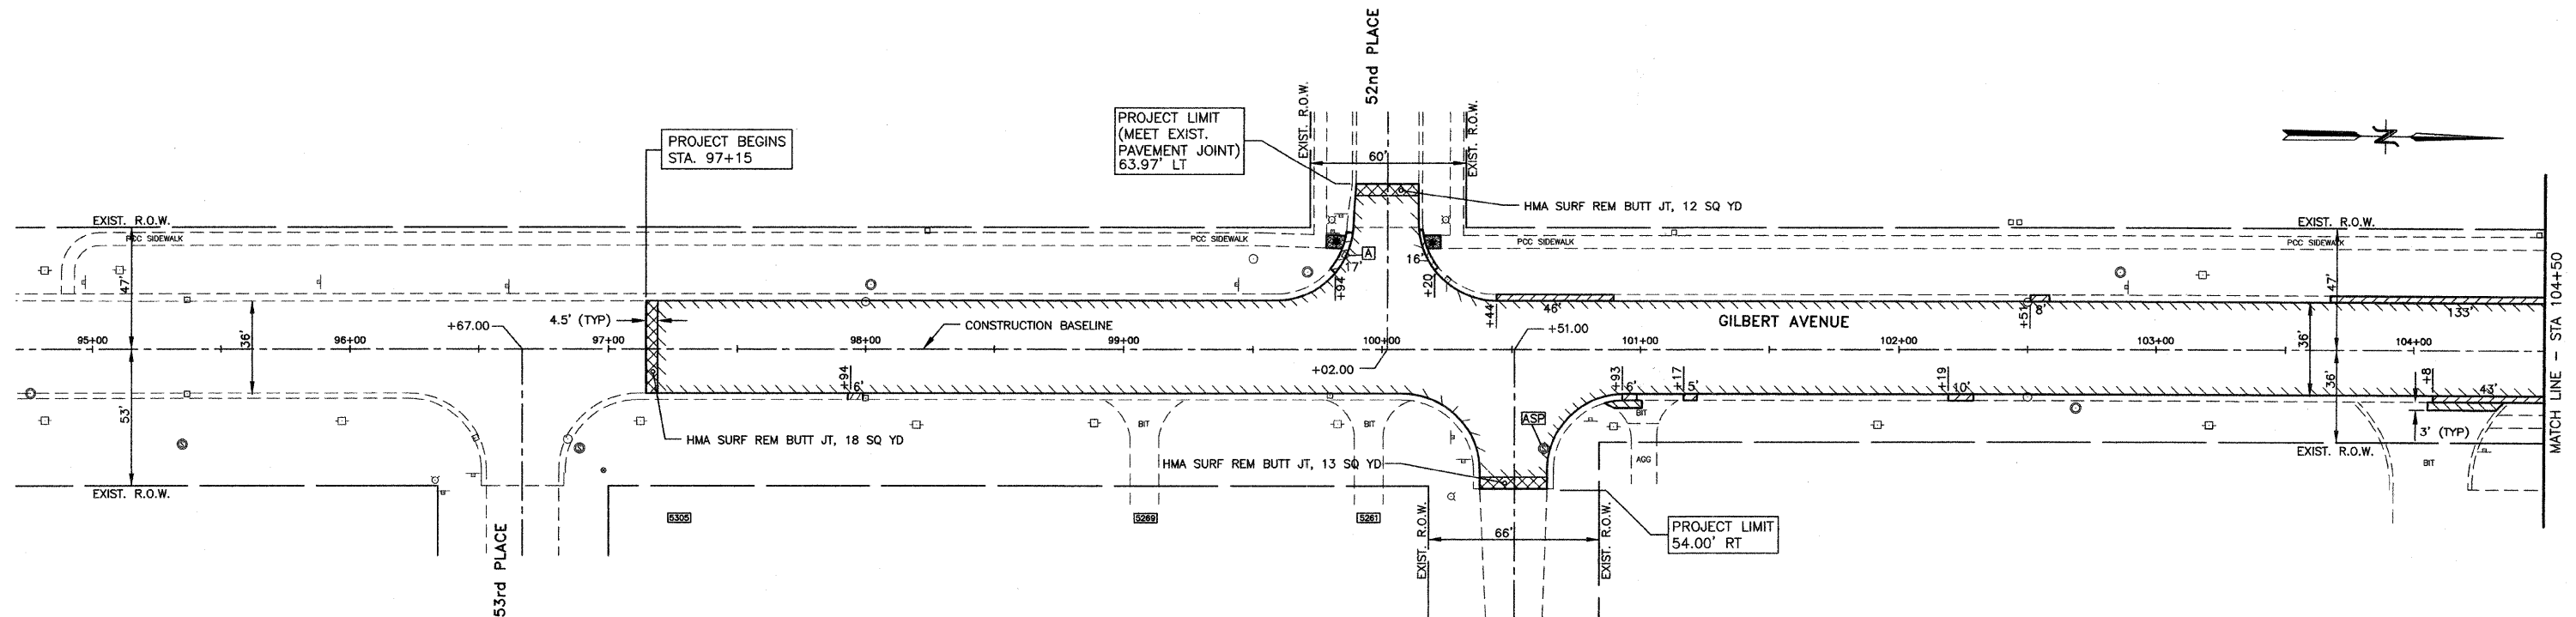 52nd PLACE
PROJECT LIMIT
(MEET EXIST.
PAVEMENT JOINT)
63.97' LT
EXIST. R.O.W.
EXIST. R.O.W.
60'
PROJECT BEGINS
STA. 97+15
N
HMA SURF REM BUTT JT, 12 SQ YD
EXIST. R.O.W.
EXIST. R.O.W.
PCC SIDEWALK
PCC SIDEWALK
PCC SIDEWALK
PCC SIDEWALK
A
17'
16'
+94
+20
47'
47'
+44
46'
+51
8'
133'
4.5' (TYP)
+67.00
CONSTRUCTION BASELINE
GILBERT AVENUE
+51.00
36'
36'
95+00
96+00
97+00
98+00
99+00
100+00
101+00
102+00
103+00
104+00
MATCH LINE - STA 104+50
+02.00
+94
6'
+93
6'
+17
5'
+19
10'
+8
43'
53'
36'
BIT
BIT
BIT
ASP
3' (TYP)
HMA SURF REM BUTT JT, 18 SQ YD
HMA SURF REM BUTT JT, 13 SQ YD
AGG
EXIST. R.O.W.
BIT
EXIST. R.O.W.
5305
5269
5261
53rd PLACE
EXIST. R.O.W.
66'
EXIST. R.O.W.
PROJECT LIMIT
54.00' RT